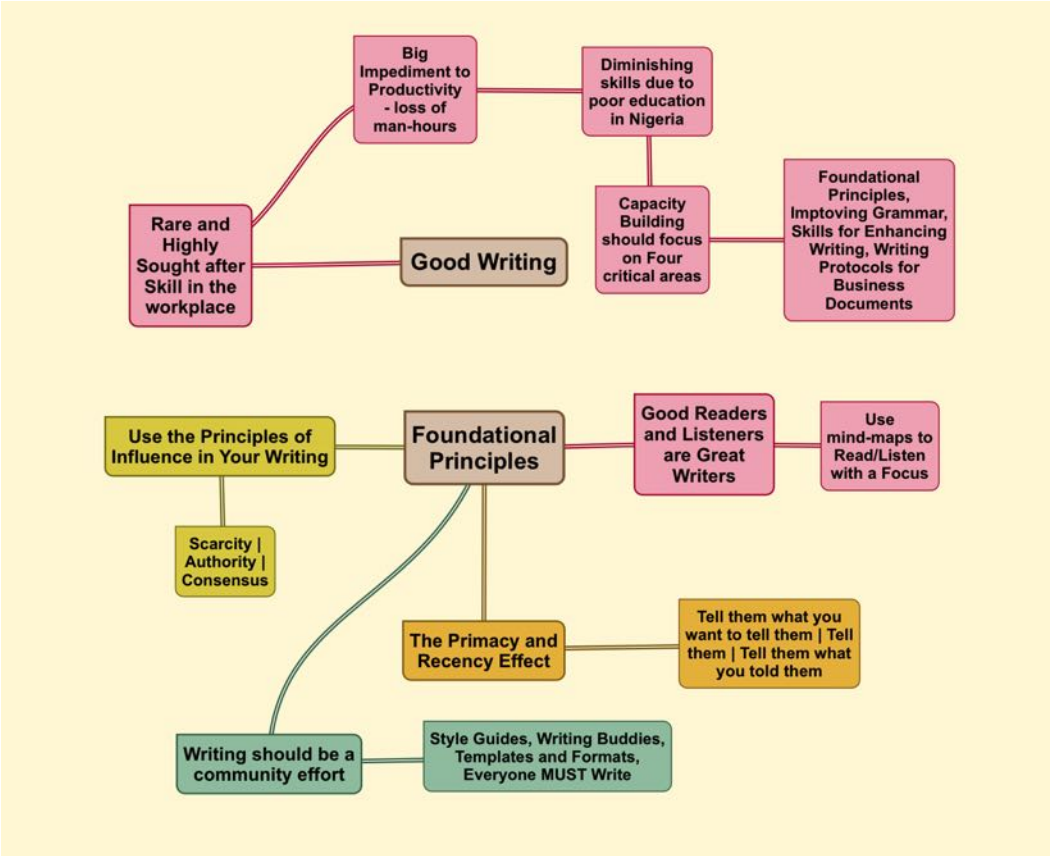 Big
Impediment to
Productivity
- loss of
man-hours
Diminishing
skills due to
poor education
in Nigeria
Rare and
Highly
Sought after
Skill in the
workplace
Good Writing
Capacity
Building
should focus
on Four
critical areas
Foundational
Principles,
Imptoving Grammar,
Skills for Enhancing
Writing, Writing
Protocols for
Business
Documents
Use the Principles of
Influence in Your Writing
Foundational
Principles
Good Readers
and Listeners
are Great
Writers
Use
mind-maps to
Read/Listen
with a Focus
Scarcity |
Authority |
Consensus
The Primacy and
Recency Effect
Tell them what you
want to tell them | Tell
them | Tell them what
you told them
Writing should be a
community effort
Style Guides, Writing Buddies,
Templates and Formats,
Everyone MUST Write